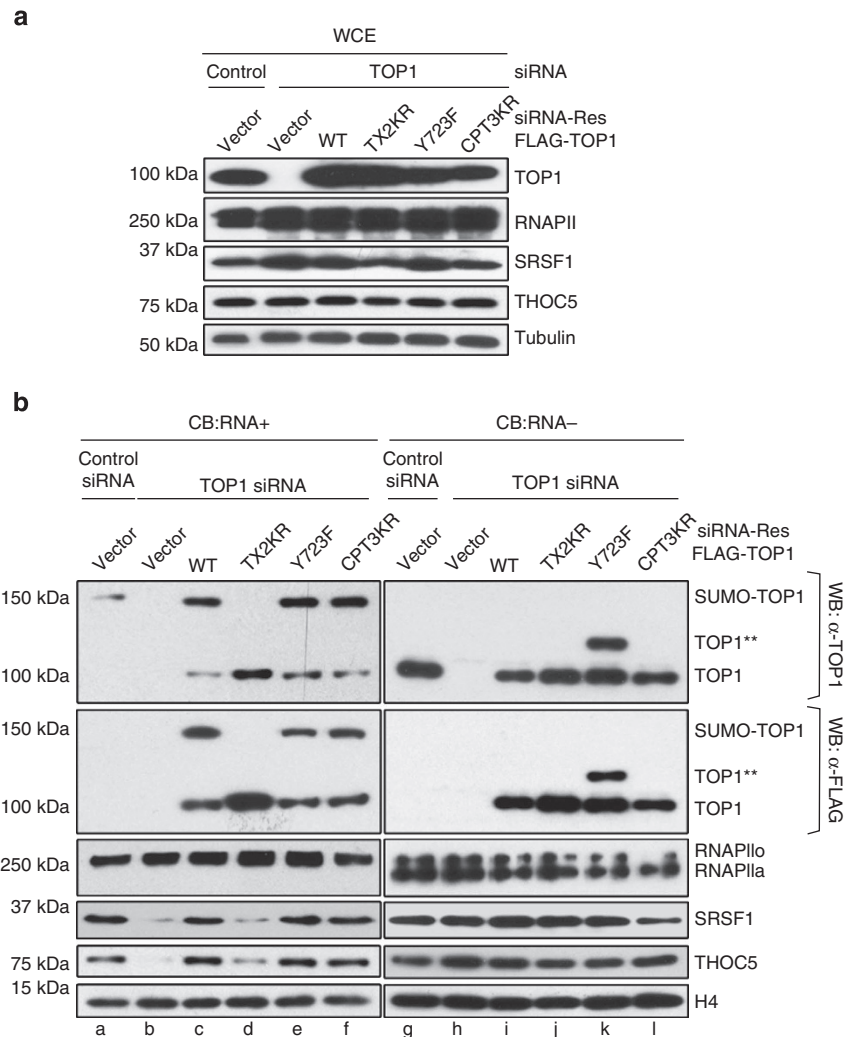 a
WCE
Control TOP1 siRNA
Vector Vector WT TX2KR Y723F CPT3KR siRNA-Res FLAG-TOP1
100 kDa TOP1
250 kDa RNAPII
37 kDa SRSF1
75 kDa THOC5
50 kDa Tubulin
b
CB:RNA+ CB:RNA–
Control siRNA TOP1 siRNA Control siRNA TOP1 siRNA
Vector Vector WT TX2KR Y723F CPT3KR Vector Vector WT TX2KR Y723F CPT3KR siRNA-Res FLAG-TOP1
150 kDa SUMO-TOP1
TOP1**
100 kDa TOP1
WB: α-TOP1
150 kDa SUMO-TOP1
TOP1**
100 kDa TOP1
WB: α-FLAG
RNAPIIo
250 kDa RNAPIIa
37 kDa SRSF1
75 kDa THOC5
15 kDa H4
a b c d e f g h i j k l